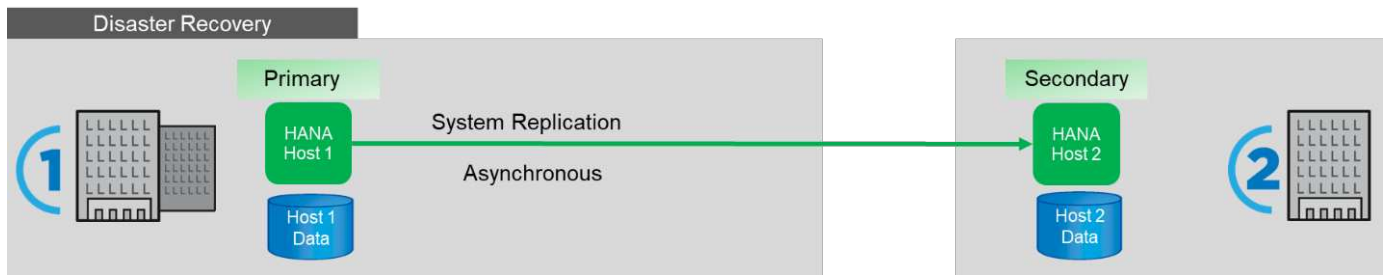 Disaster Recovery
Primary
Secondary
1
HANA
Host 1
System Replication
Asynchronous
HANA
Host 2
2
Host 1
Data
Host 2
Data